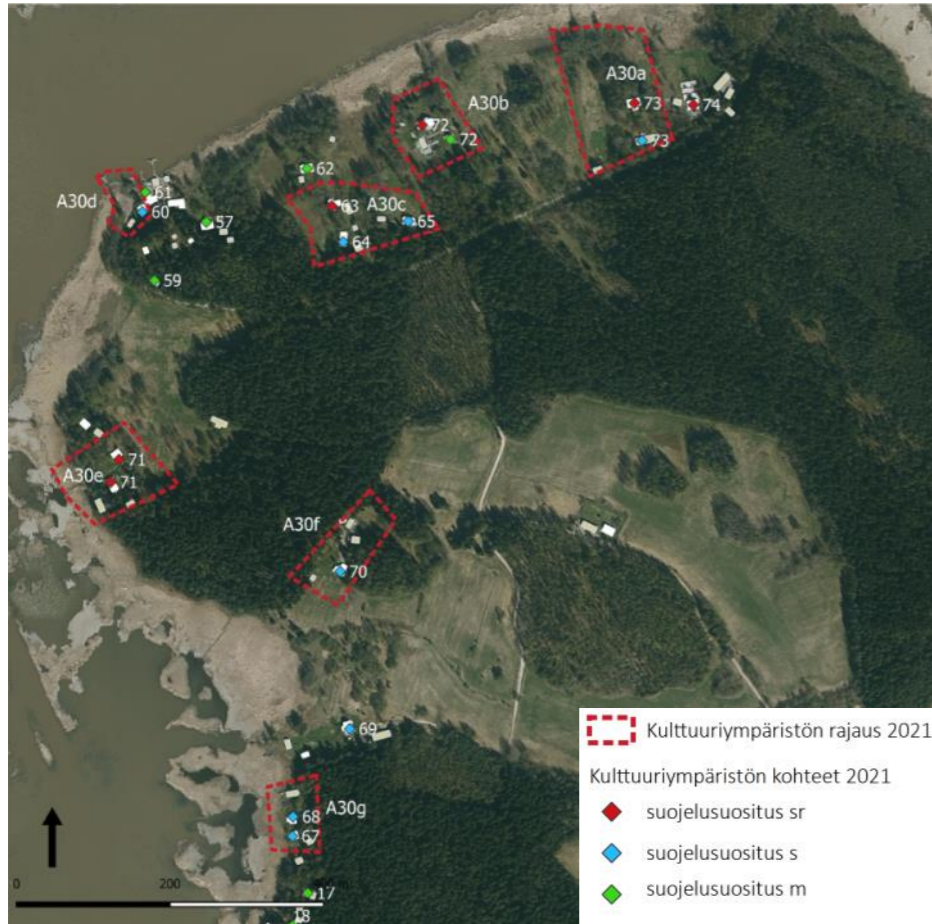 A30a
A30b
73
74
72
72
73
62
A30d
61
60
63
A30c
65
57
64
59
71
A30e
71
A30f
70
69
A30g
68
67
17
18
0
200
Kulttuuriympäristön rajaus 2021
Kulttuuriympäristön kohteet 2021
suojelusuositus sr
suojelusuositus s
suojelusuositus m